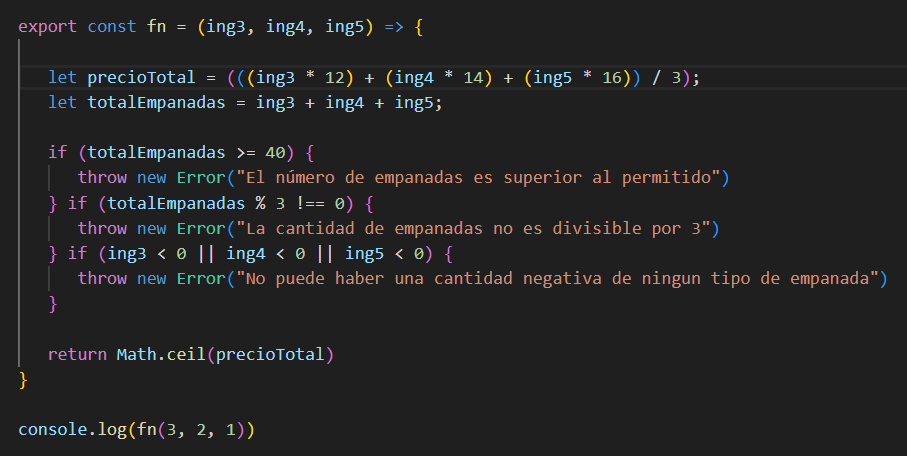 export const fn = (ing3, ing4, ing5) => {
let precioTotal = (((ing3 * 12) + (ing4 * 14) + (ing5 * 16)) / 3);
let totalEmpanadas = ing3 + ing4 + ing5;
if (totalEmpanadas >= 40) {
throw new Error("El número de empanadas es superior al permitido")
} if (totalEmpanadas % 3 !== 0) {
throw new Error("La cantidad de empanadas no es divisible por 3")
} if (ing3 < 0 || ing4 < 0 || ing5 < 0) {
throw new Error("No puede haber una cantidad negativa de ningun tipo de empanada")
}
return Math.ceil(precioTotal)
}
console.log(fn(3, 2, 1))